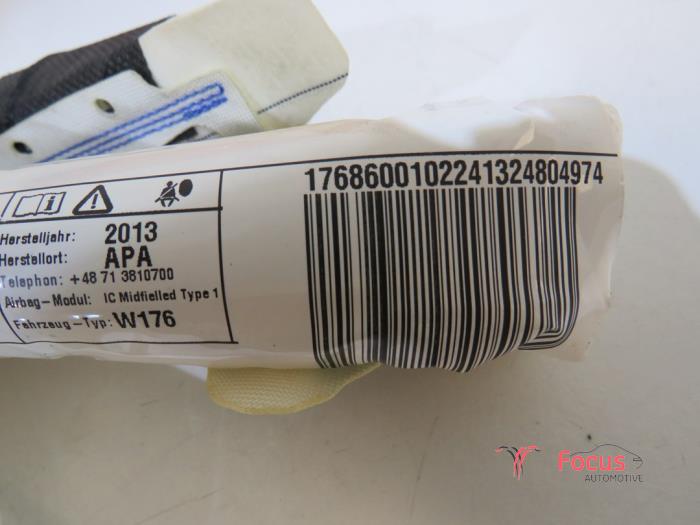 1768600102241324804974
Herstelljahr: 2013
Herstellort: APA
Telephon: +48 71 3810700
Airbag-Modul: IC Midfielled Type 1
Fahrzeug-Typ: W176
Focus
AUTOMOTIVE